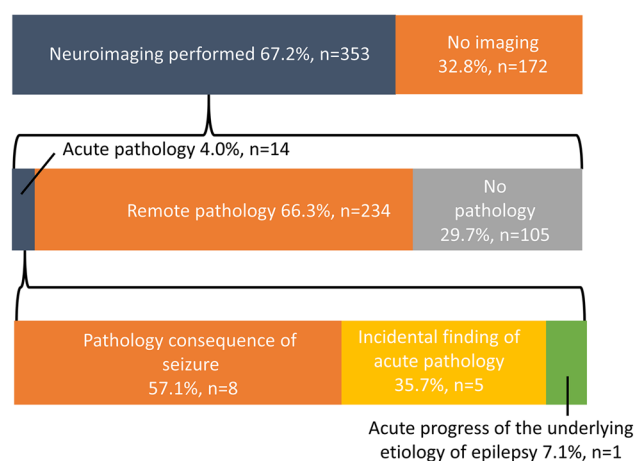 Neuroimaging performed 67.2%, n=353
No imaging
32.8%, n=172
Acute pathology 4.0%, n=14
Remote pathology 66.3%, n=234
No
pathology
29.7%, n=105
Pathology consequence of
seizure
57.1%, n=8
Incidental finding of
acute pathology
35.7%, n=5
Acute progress of the underlying
etiology of epilepsy 7.1%, n=1